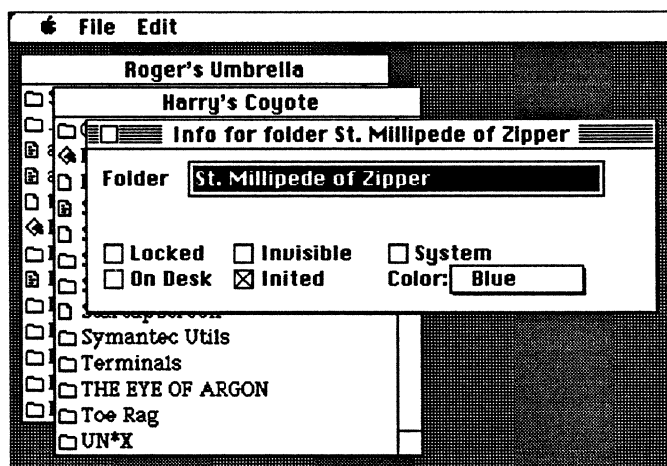 File Edit
Roger's Umbrella
Harry's Coyote
Info for folder St. Millipede of Zipper
Folder St. Millipede of Zipper
Locked Invisible System
On Desk Inited Color: Blue
Symantec Utils
Terminals
THE EYE OF ARGON
Toe Rag
UN*X